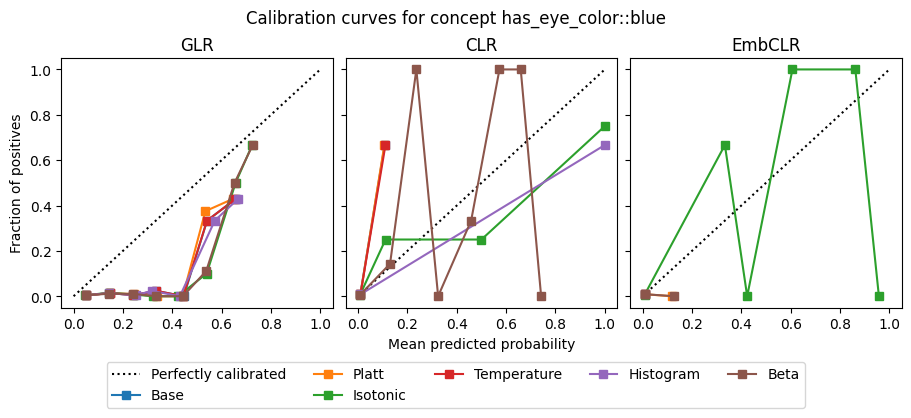 Calibration curves for concept has_eye_color::blue
GLR
CLR
EmbCLR
Fraction of positives
1.0
0.8
0.6
0.4
0.2
0.0
0.0 0.2 0.4 0.6 0.8 1.0
0.0 0.2 0.4 0.6 0.8 1.0
0.0 0.2 0.4 0.6 0.8 1.0
Mean predicted probability
Perfectly calibrated
Base
Platt
Isotonic
Temperature
Histogram
Beta